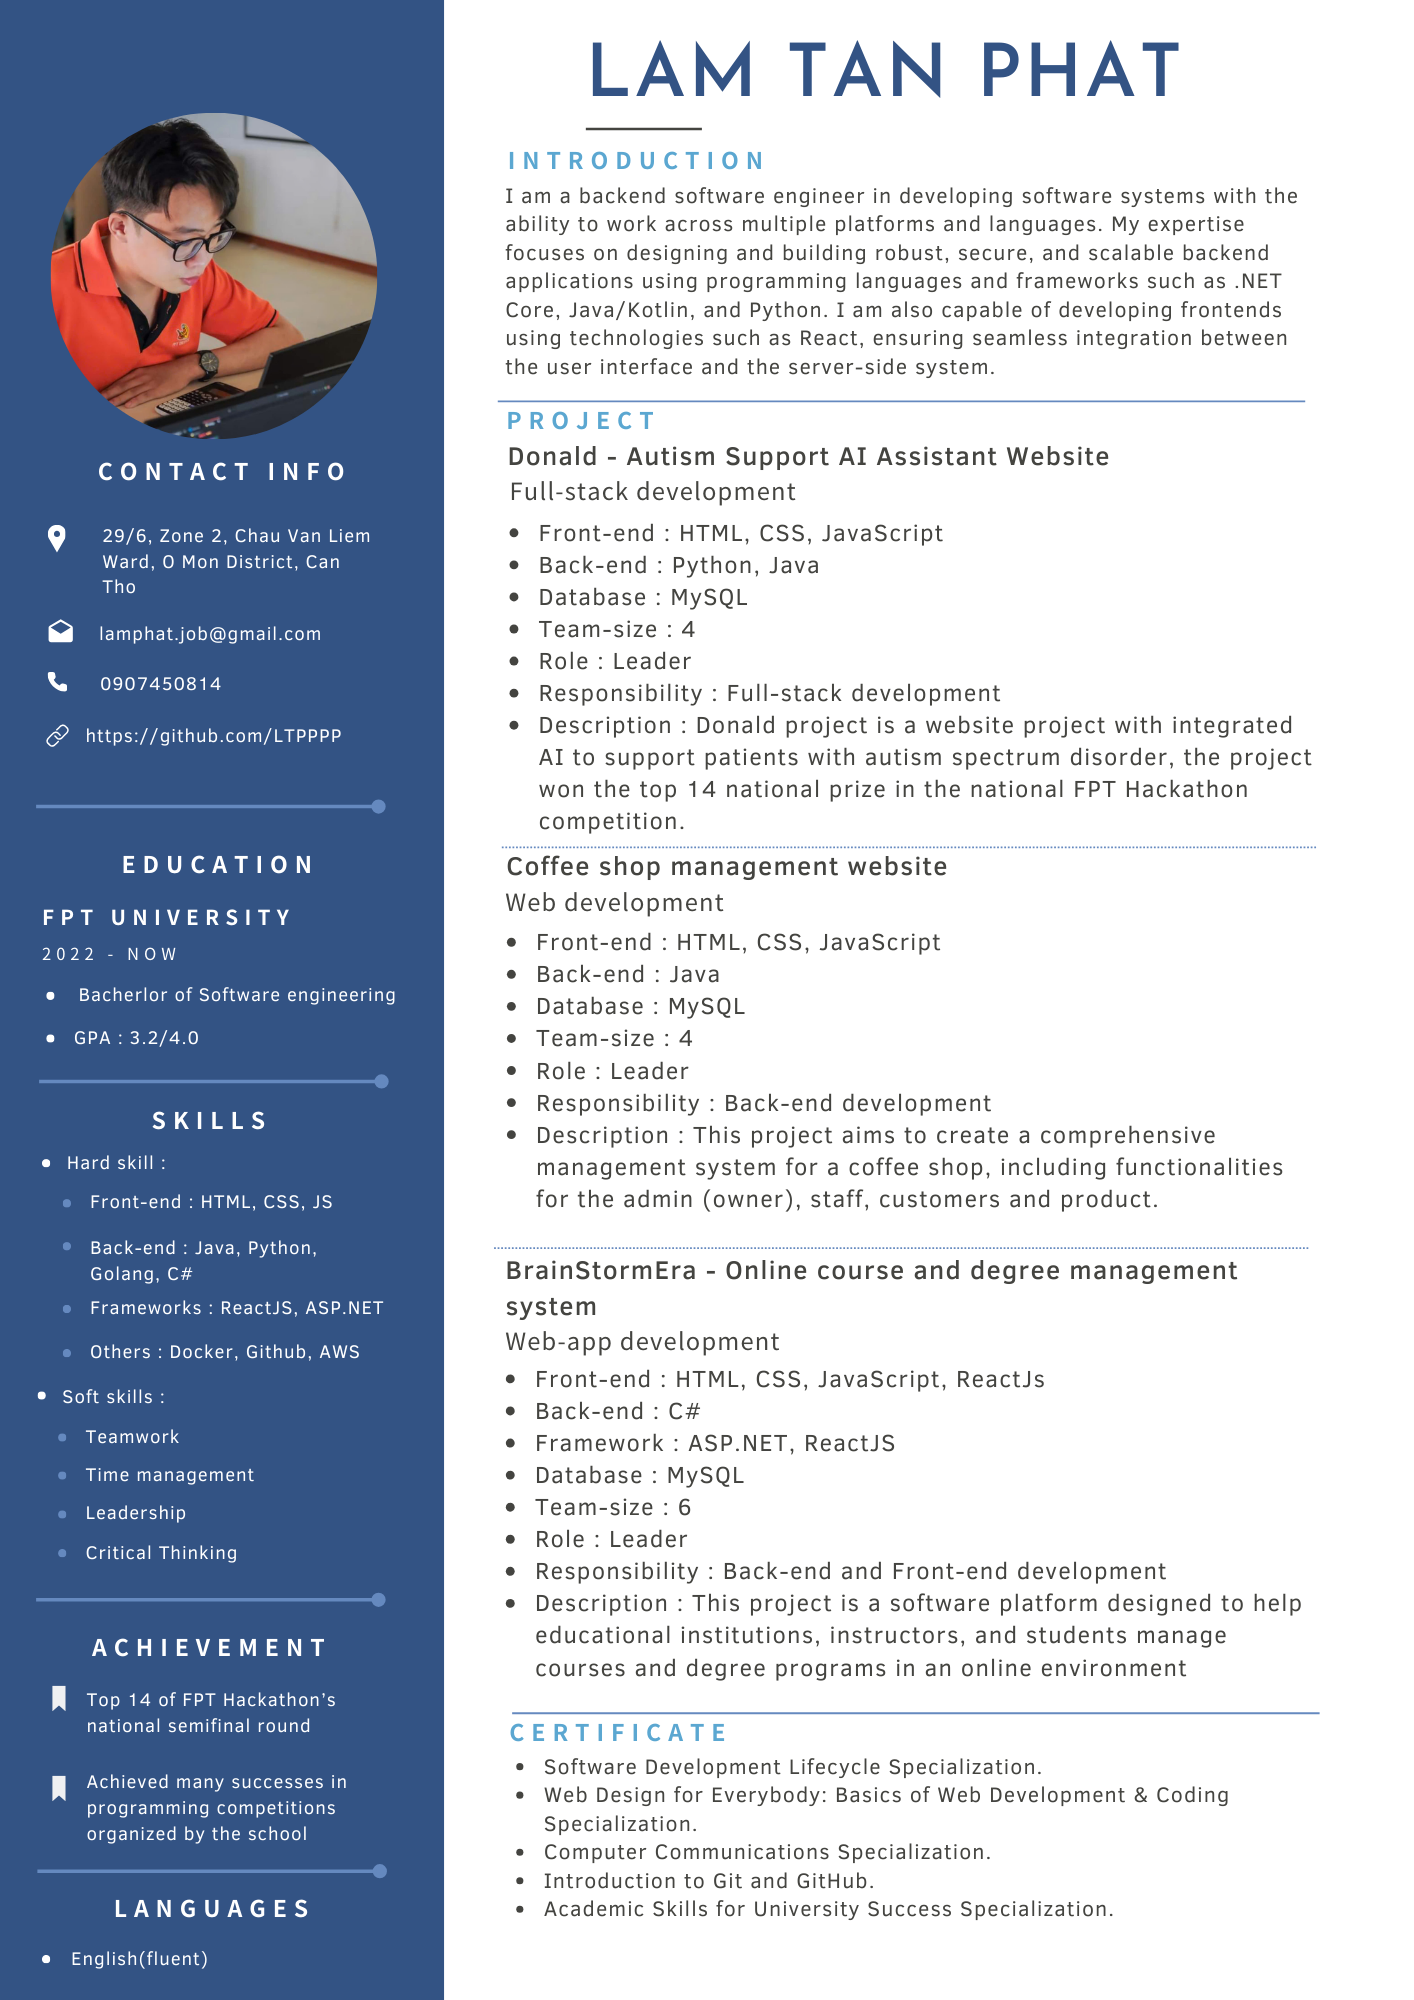 LAM TAN PHAT
CONTACT INFO
29/6, Zone 2, Chau Van Liem
Ward, O Mon District, Can
Tho
lamphat.job@gmail.com
0907450814
https://github.com/LTPPPP
EDUCATION
FPT UNIVERSITY
2022 - NOW
Bacherlor of Software engineering
GPA : 3.2/4.0
SKILLS
Hard skill :
Front-end : HTML, CSS, JS
Back-end : Java, Python,
Golang, C#
Frameworks : ReactJS, ASP.NET
Others : Docker, Github, AWS
Soft skills :
Teamwork
Time management
Leadership
Critical Thinking
ACHIEVEMENT
Top 14 of FPT Hackathon’s
national semifinal round
Achieved many successes in
programming competitions
organized by the school
LANGUAGES
English(fluent)
INTRODUCTION
I am a backend software engineer in developing software systems with the
ability to work across multiple platforms and languages. My expertise
focuses on designing and building robust, secure, and scalable backend
applications using programming languages and frameworks such as .NET
Core, Java/Kotlin, and Python. I am also capable of developing frontends
using technologies such as React, ensuring seamless integration between
the user interface and the server-side system.
PROJECT
Donald - Autism Support AI Assistant Website
Full-stack development
Front-end : HTML, CSS, JavaScript
Back-end : Python, Java
Database : MySQL
Team-size : 4
Role : Leader
Responsibility : Full-stack development
Description : Donald project is a website project with integrated
AI to support patients with autism spectrum disorder, the project
won the top 14 national prize in the national FPT Hackathon
competition.
Coffee shop management website
Web development
Front-end : HTML, CSS, JavaScript
Back-end : Java
Database : MySQL
Team-size : 4
Role : Leader
Responsibility : Back-end development
Description : This project aims to create a comprehensive
management system for a coffee shop, including functionalities
for the admin (owner), staff, customers and product.
BrainStormEra - Online course and degree management
system
Web-app development
Front-end : HTML, CSS, JavaScript, ReactJs
Back-end : C#
Framework : ASP.NET, ReactJS
Database : MySQL
Team-size : 6
Role : Leader
Responsibility : Back-end and Front-end development
Description : This project is a software platform designed to help
educational institutions, instructors, and students manage
courses and degree programs in an online environment
CERTIFICATE
Software Development Lifecycle Specialization.
Web Design for Everybody: Basics of Web Development & Coding
Specialization.
Computer Communications Specialization.
Introduction to Git and GitHub.
Academic Skills for University Success Specialization.